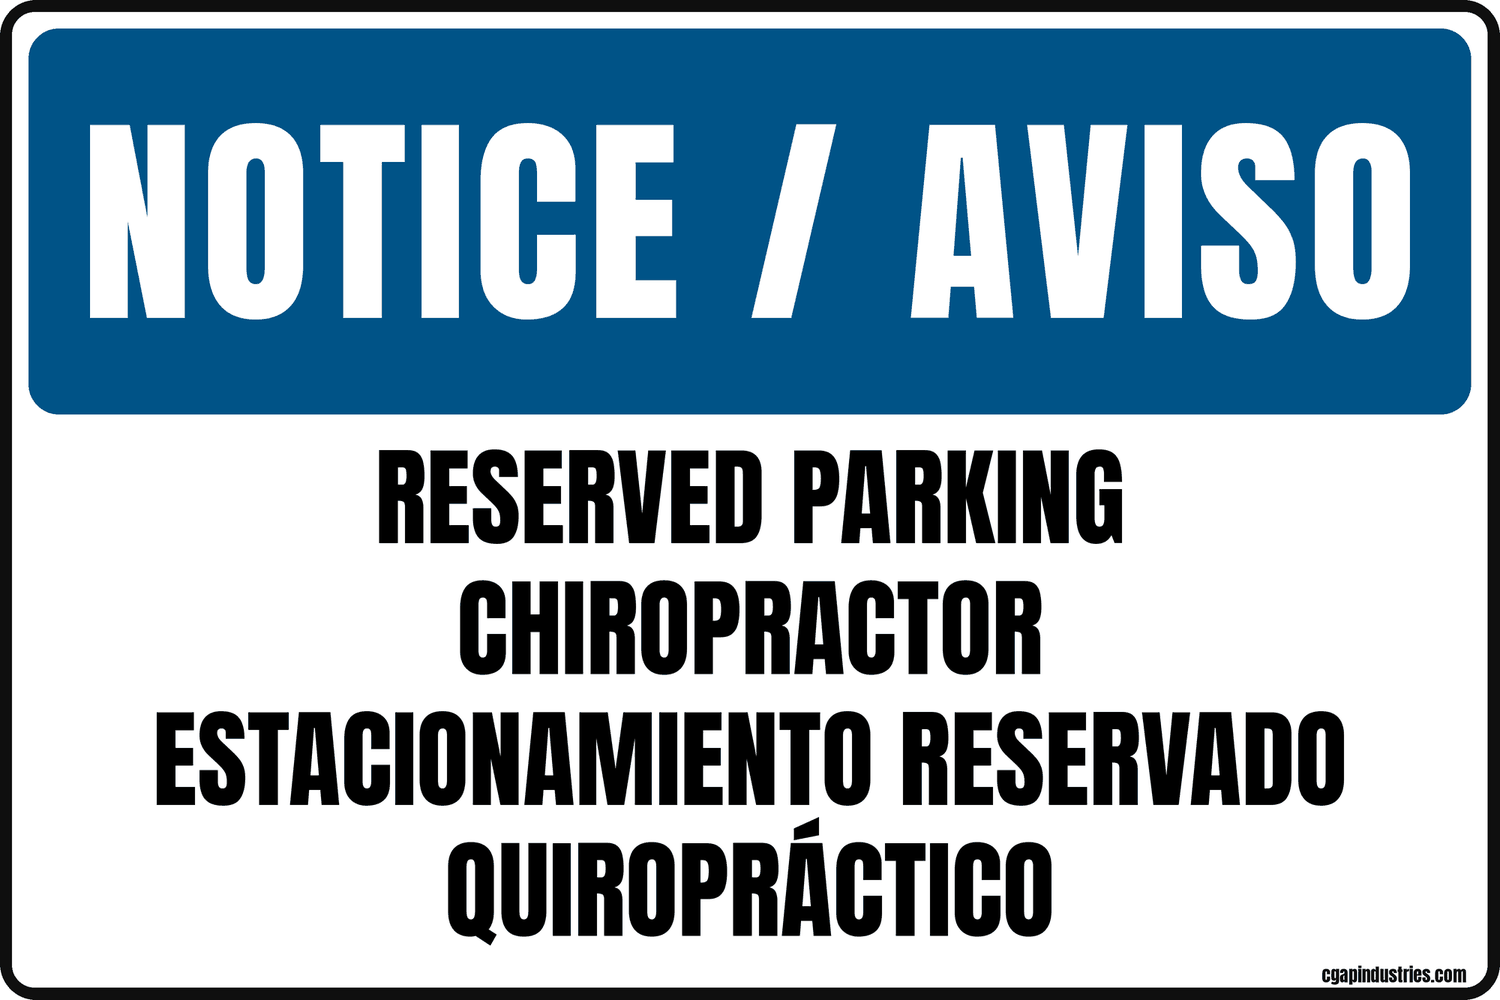 NOTICE / AVISO
RESERVED PARKING
CHIROPRACTOR
ESTACIONAMIENTO RESERVADO
QUIROPRÁCTICO
cgapindustries.com